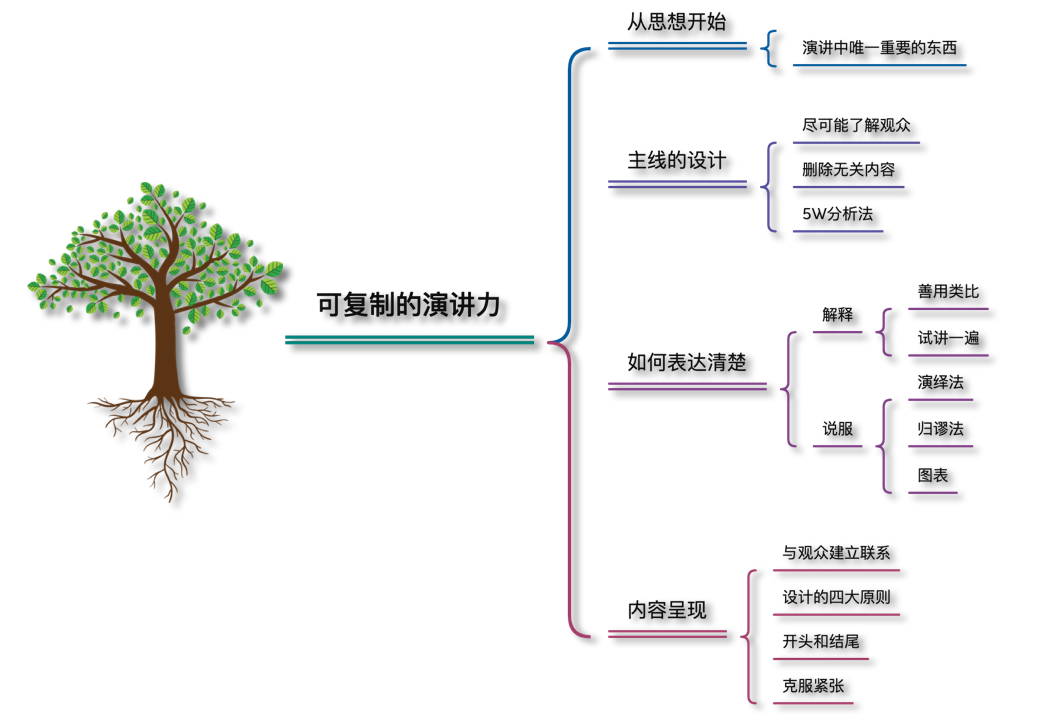 可复制的演讲力
从思想开始
演讲中唯一重要的东西
主线的设计
尽可能了解观众
删除无关内容
5W分析法
如何表达清楚
解释
善用类比
试讲一遍
说服
演绎法
归谬法
图表
内容呈现
与观众建立联系
设计的四大原则
开头和结尾
克服紧张